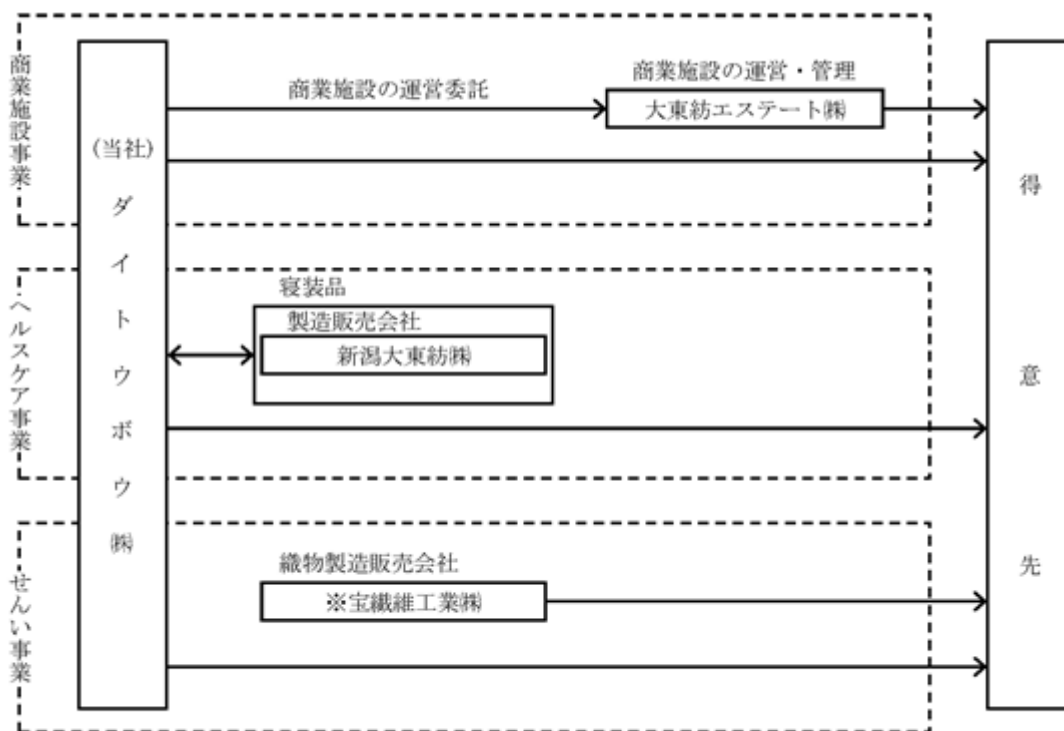 商業施設事業
(当社)
ダイトウボウ㈱
商業施設の運営委託
商業施設の運営・管理
大東紡エステート㈱
得意先
ヘルスケア事業
寝装品
製造販売会社
新潟大東紡㈱
せんい事業
織物製造販売会社
※宝繊維工業㈱